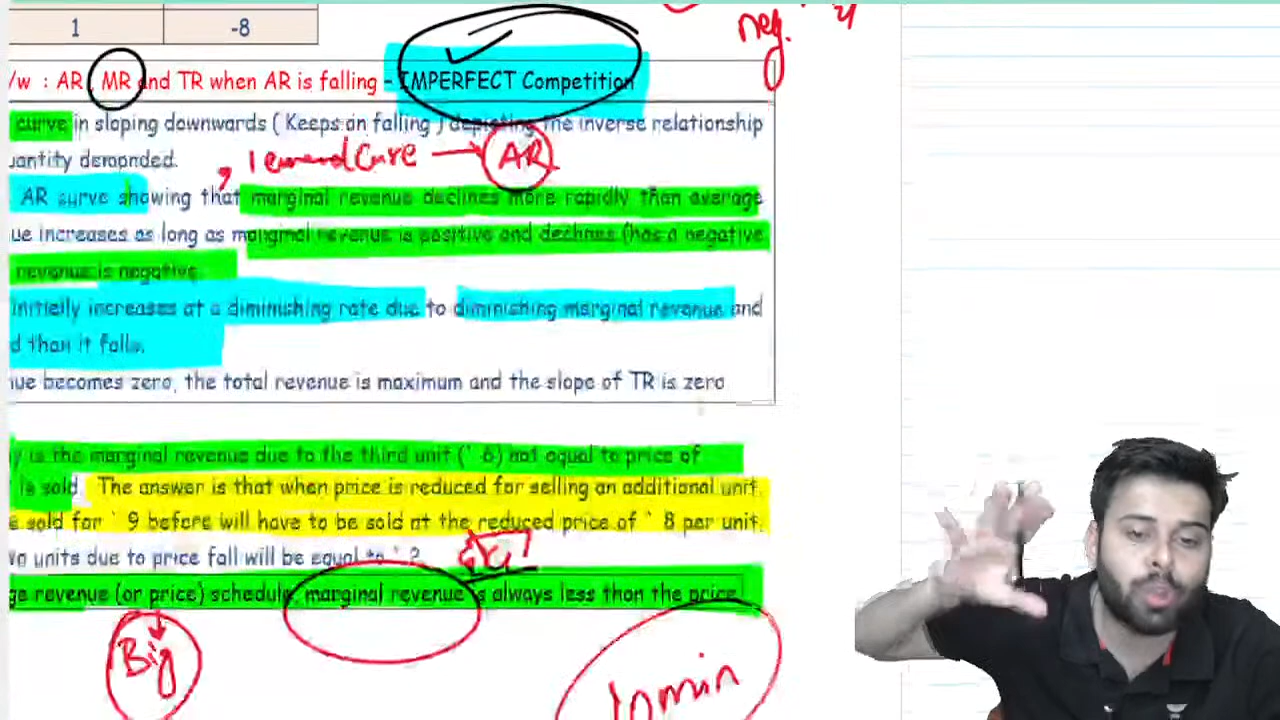 neg.
1 -8
/w : AR, MR and TR when AR is falling - IMPERFECT Competition
curve in sloping downwards ( Keeps on falling ) depicting the inverse relationship
uantity demanded.
AR
AR curve showing that marginal revenue declines more rapidly than average
ue increases as long as marginal revenue is positive and declines (has a negative
revenue is negative.
Initially increases at a diminishing rate due to diminishing marginal revenue and
d than it falls.
nue becomes zero, the total revenue is maximum and the slope of TR is zero
y is the marginal revenue due to the third unit (` 6) not equal to price of
is sold. The answer is that when price is reduced for selling an additional unit,
e sold for ` 9 before will have to be sold at the reduced price of ` 8 per unit.
wo units due to price fall will be equal to ` 2
ge revenue (or price) schedule, marginal revenue is always less than the price
Big